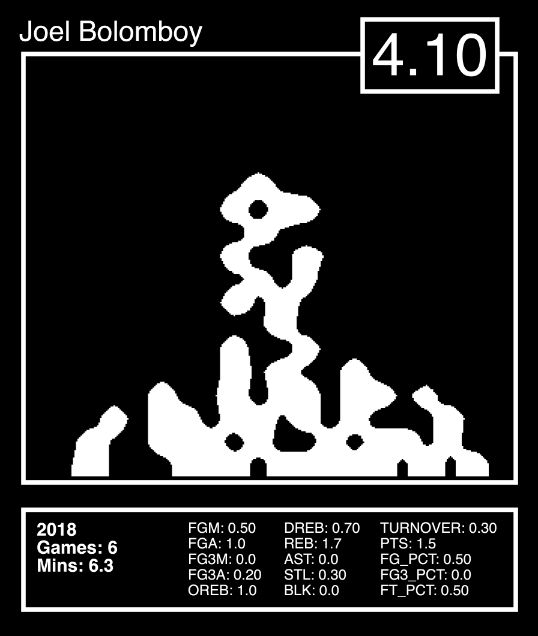 Joel Bolomboy
4.10
2018
Games: 6
Mins: 6.3
FGM: 0.50
FGA: 1.0
FG3M: 0.0
FG3A: 0.20
OREB: 1.0
DREB: 0.70
REB: 1.7
AST: 0.0
STL: 0.30
BLK: 0.0
TURNOVER: 0.30
PTS: 1.5
FG_PCT: 0.50
FG3_PCT: 0.0
FT_PCT: 0.50